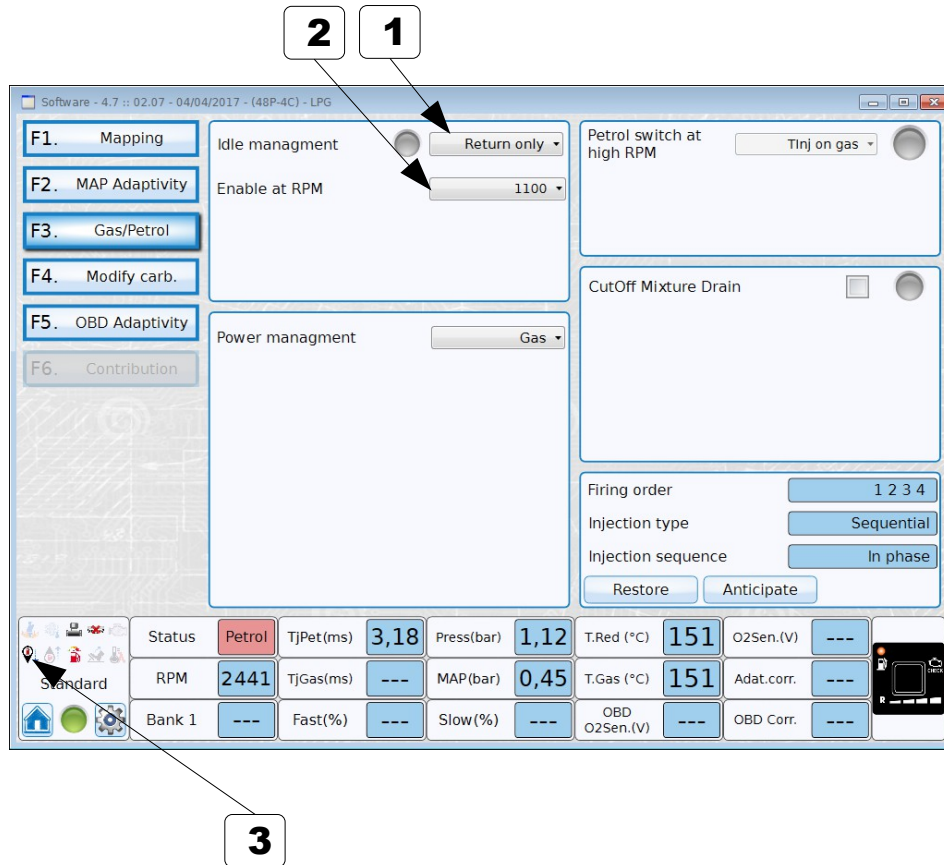 2 1
Software - 4.7 :: 02.07 - 04/04/2017 - (48P-4C) - LPG
F1. Mapping
F2. MAP Adaptivity
F3. Gas/Petrol
F4. Modify carb.
F5. OBD Adaptivity
F6. Contribution
Idle managment Return only
Enable at RPM 1100
Power managment Gas
Petrol switch at
high RPM
TInj on gas
CutOff Mixture Drain
Firing order 1 2 3 4
Injection type Sequential
Injection sequence In phase
Restore Anticipate
Standard
Status Petrol TjPet(ms) 3,18 Press(bar) 1,12 T.Red (°C) 151 O2Sen.(V) ---
RPM 2441 TjGas(ms) --- MAP(bar) 0,45 T.Gas (°C) 151 Adat.corr. ---
Bank 1 --- Fast(%) --- Slow(%) --- OBD
O2Sen.(V) --- OBD Corr. ---
CHECK
R
3